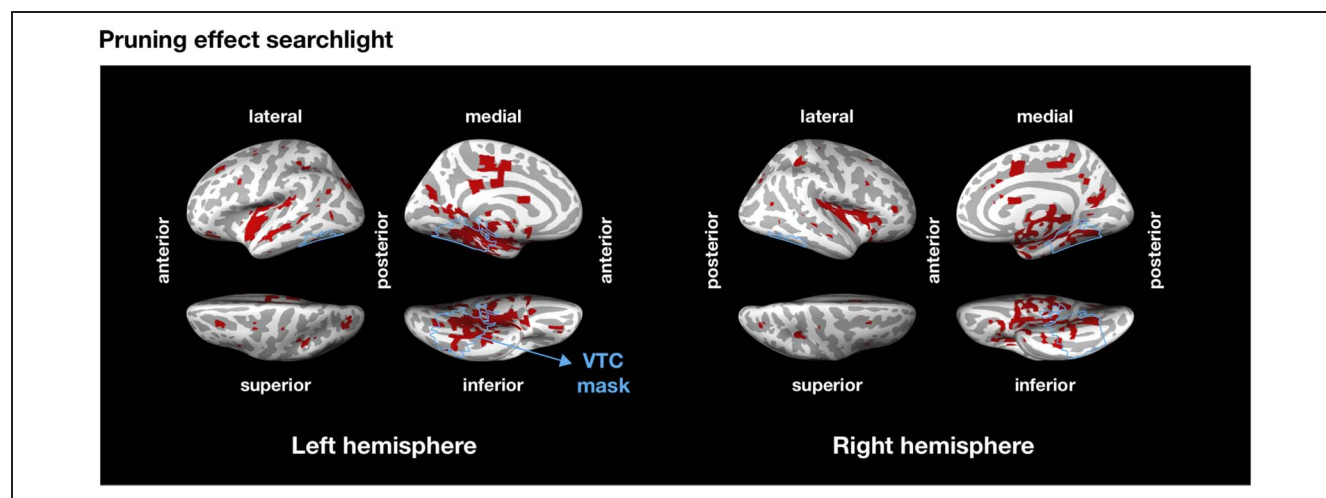 Pruning effect searchlight
lateral
medial
lateral
medial
anterior
posterior
anterior
posterior
anterior
posterior
VTC
mask
superior
inferior
superior
inferior
Left hemisphere
Right hemisphere